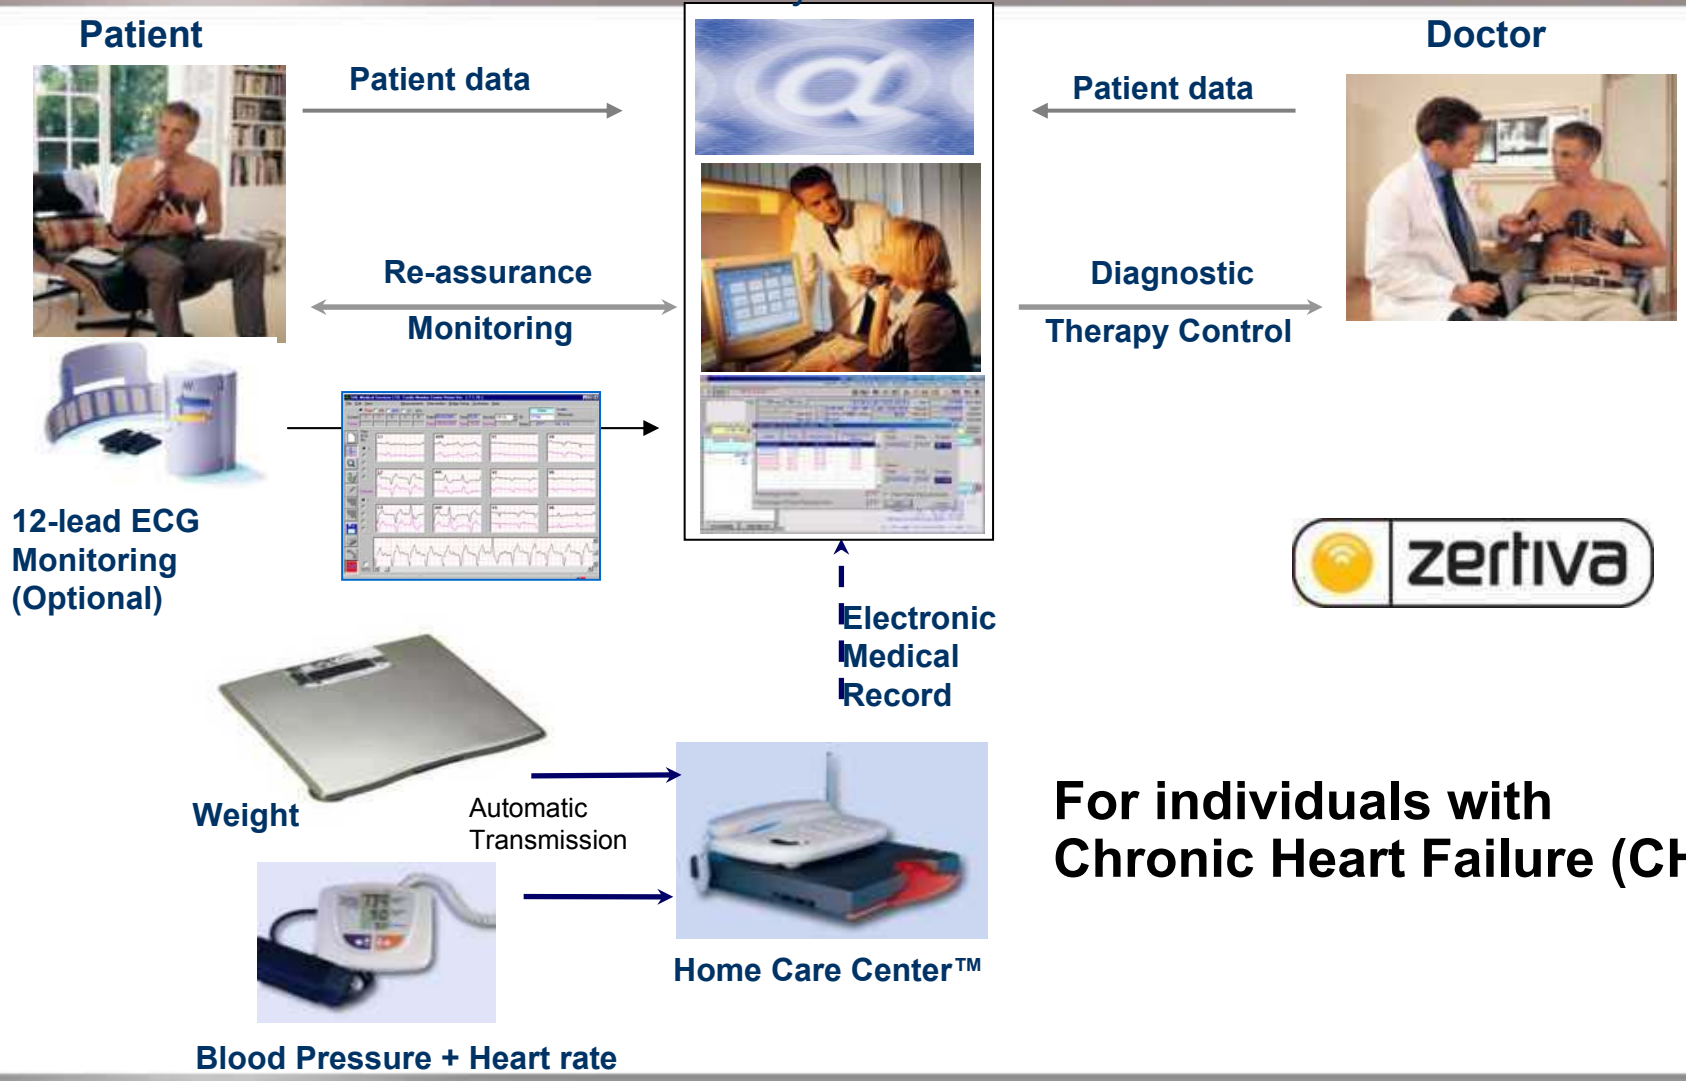 Patient
Doctor
Patient data
Patient data
Re-assurance
Monitoring
Diagnostic
Therapy Control
12-lead ECG
Monitoring
(Optional)
zertiva
Electronic
Medical
Record
Weight
Automatic
Transmission
For individuals with
Chronic Heart Failure (CH
Home Care Center™
Blood Pressure + Heart rate